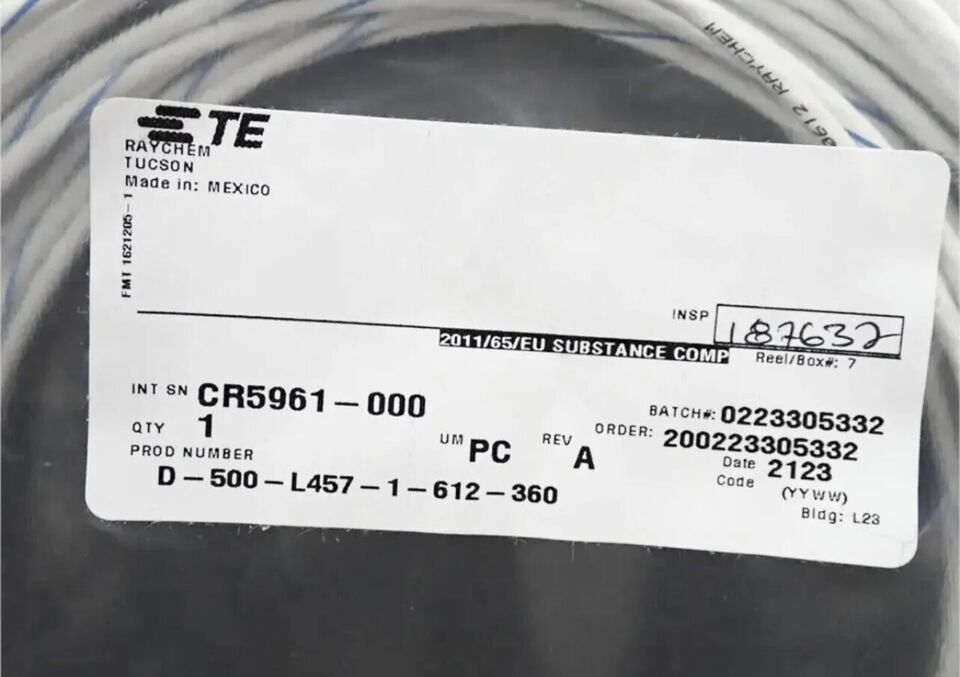 0612 RAYCHEM
TE
RAYCHEM
TUCSON
Made in: MEXICO
FMT 1621205-1
INSP 187632
2011/65/EU SUBSTANCE COMP
Reel/Box#: 7
INT SN CR5961-000
BATCH#: 0223305332
QTY 1
UM PC
REV A
ORDER: 200223305332
PROD NUMBER
Date Code 2123
(YYWW)
D-500-L457-1-612-360
Bldg: L23